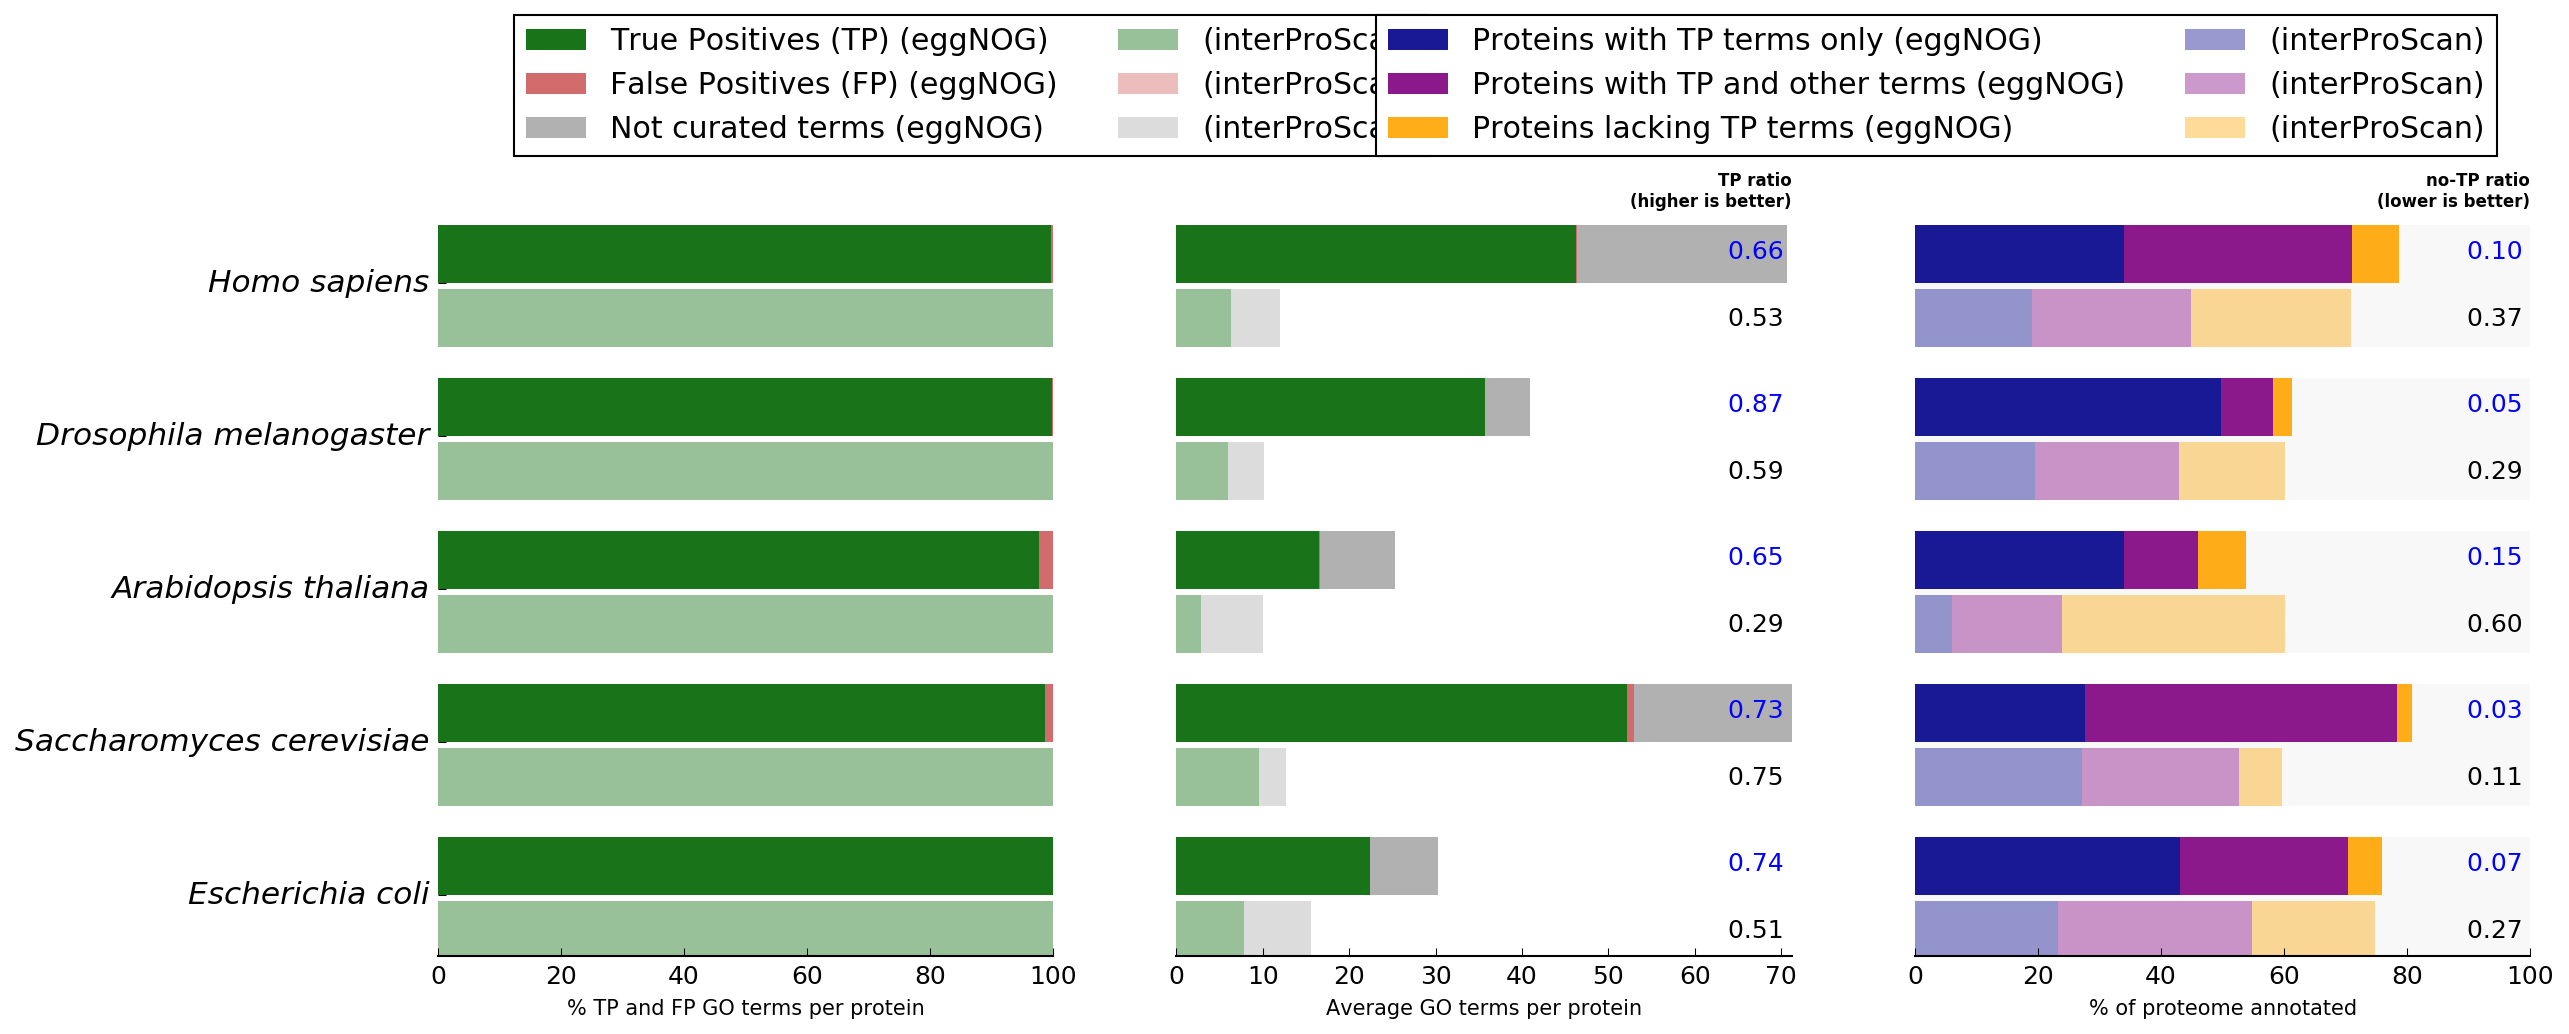 True Positives (TP) (eggNOG)
False Positives (FP) (eggNOG)
Not curated terms (eggNOG)
(interProSca
(interProSca
(interProSca
Proteins with TP terms only (eggNOG)
Proteins with TP and other terms (eggNOG)
Proteins lacking TP terms (eggNOG)
(interProScan)
(interProScan)
(interProScan)
TP ratio
(higher is better)
no-TP ratio
(lower is better)
Homo sapiens
0.66
0.10
0.53
0.37
Drosophila melanogaster
0.87
0.05
0.59
0.29
Arabidopsis thaliana
0.65
0.15
0.29
0.60
Saccharomyces cerevisiae
0.73
0.03
0.75
0.11
Escherichia coli
0.74
0.07
0.51
0.27
0 20 40 60 80 100
% TP and FP GO terms per protein
0 10 20 30 40 50 60 70
Average GO terms per protein
0 20 40 60 80 100
% of proteome annotated